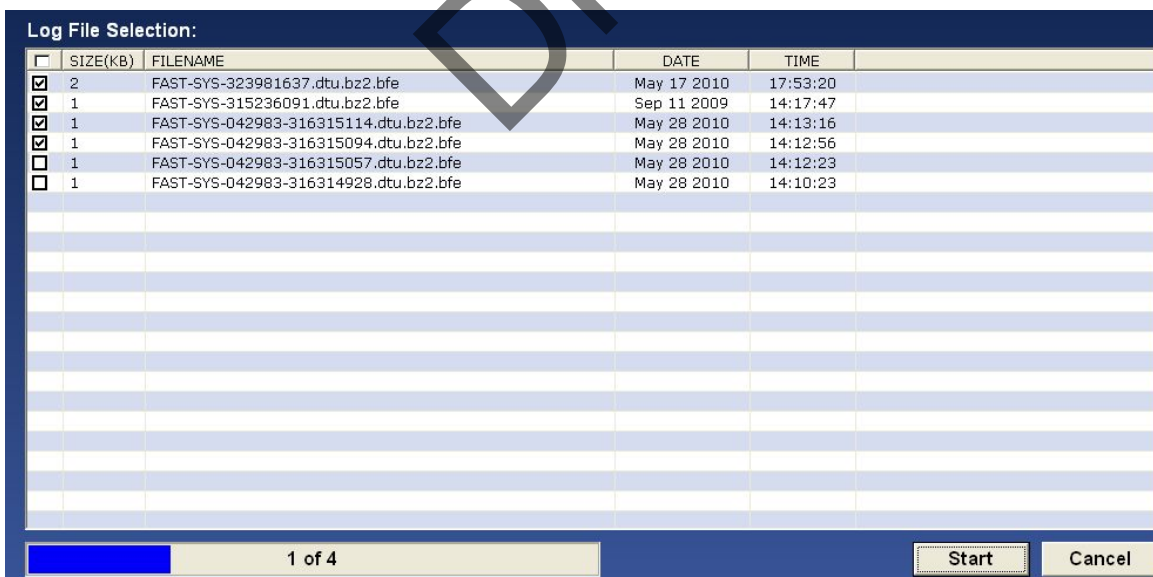 Log File Selection:
SIZE(KB) FILENAME DATE TIME
2 FAST-SYS-323981637.dtu.bz2.bfe May 17 2010 17:53:20
1 FAST-SYS-315236091.dtu.bz2.bfe Sep 11 2009 14:17:47
1 FAST-SYS-042983-316315114.dtu.bz2.bfe May 28 2010 14:13:16
1 FAST-SYS-042983-316315094.dtu.bz2.bfe May 28 2010 14:12:56
1 FAST-SYS-042983-316315057.dtu.bz2.bfe May 28 2010 14:12:23
1 FAST-SYS-042983-316314928.dtu.bz2.bfe May 28 2010 14:10:23
1 of 4 Start Cancel